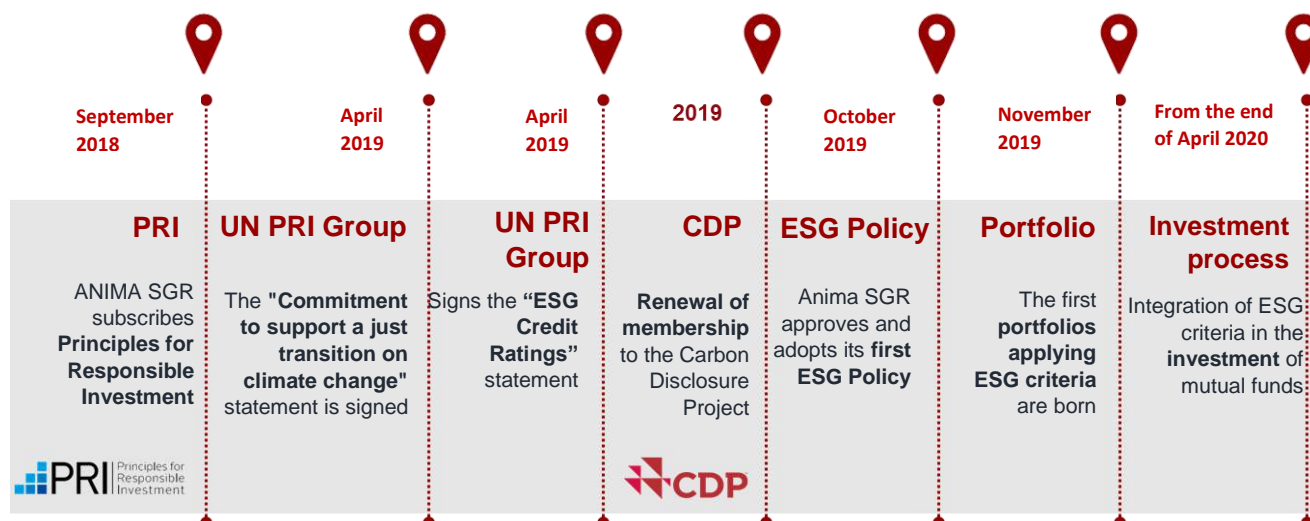 September
2018
PRI
ANIMA SGR
subscribes
Principles for
Responsible
Investment
PRI
Principles for
Responsible
Investment
April
2019
UN PRI Group
The "Commitment
to support a just
transition on
climate change"
statement is signed
April
2019
UN PRI
Group
Signs the “ESG
Credit
Ratings”
statement
2019
CDP
Renewal of
membership
to the Carbon
Disclosure
Project
CDP
October
2019
ESG Policy
Anima SGR
approves and
adopts its first
ESG Policy
November
2019
Portfolio
The first
portfolios
applying
ESG criteria
are born
From the end
of April 2020
Investment
process
Integration of ESG
criteria in the
investment of
mutual funds